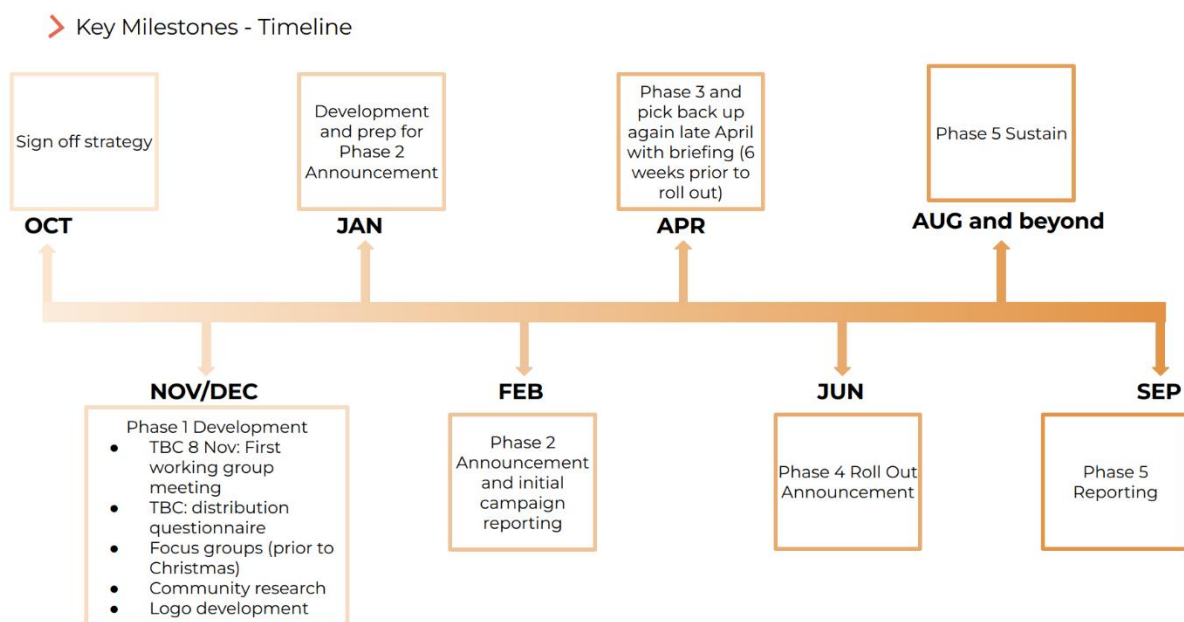 Key Milestones - Timeline
Sign off strategy
OCT
Development
and prep for
Phase 2
Announcement
JAN
Phase 3 and
pick back up
again late April
with briefing (6
weeks prior to
roll out)
APR
Phase 5 Sustain
AUG and beyond
NOV/DEC
Phase 1 Development
● TBC 8 Nov: First
working group
meeting
● TBC: distribution
questionnaire
● Focus groups (prior to
Christmas)
● Community research
● Logo development
FEB
Phase 2
Announcement
and initial
campaign
reporting
JUN
Phase 4 Roll Out
Announcement
SEP
Phase 5
Reporting